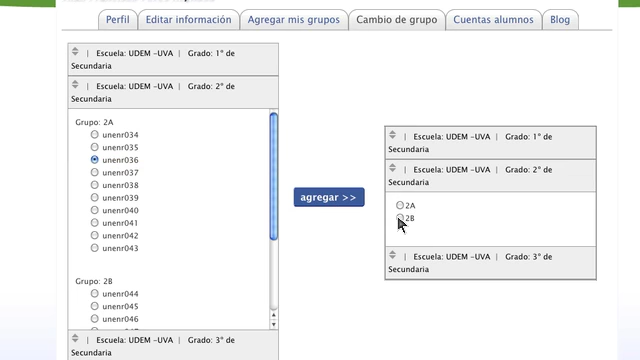 Perfil
Editar información
Agregar mis grupos
Cambio de grupo
Cuentas alumnos
Blog
| Escuela: UDEM -UVA | Grado: 1° de
Secundaria
| Escuela: UDEM -UVA | Grado: 2° de
Secundaria
Grupo: 2A
unenr034
unenr035
unenr036
unenr037
unenr038
unenr039
unenr040
unenr041
unenr042
unenr043
Grupo: 2B
unenr044
unenr045
unenr046
| Escuela: UDEM -UVA | Grado: 3° de
Secundaria
agregar >>
| Escuela: UDEM -UVA | Grado: 1° de
Secundaria
| Escuela: UDEM -UVA | Grado: 2° de
Secundaria
2A
2B
| Escuela: UDEM -UVA | Grado: 3° de
Secundaria